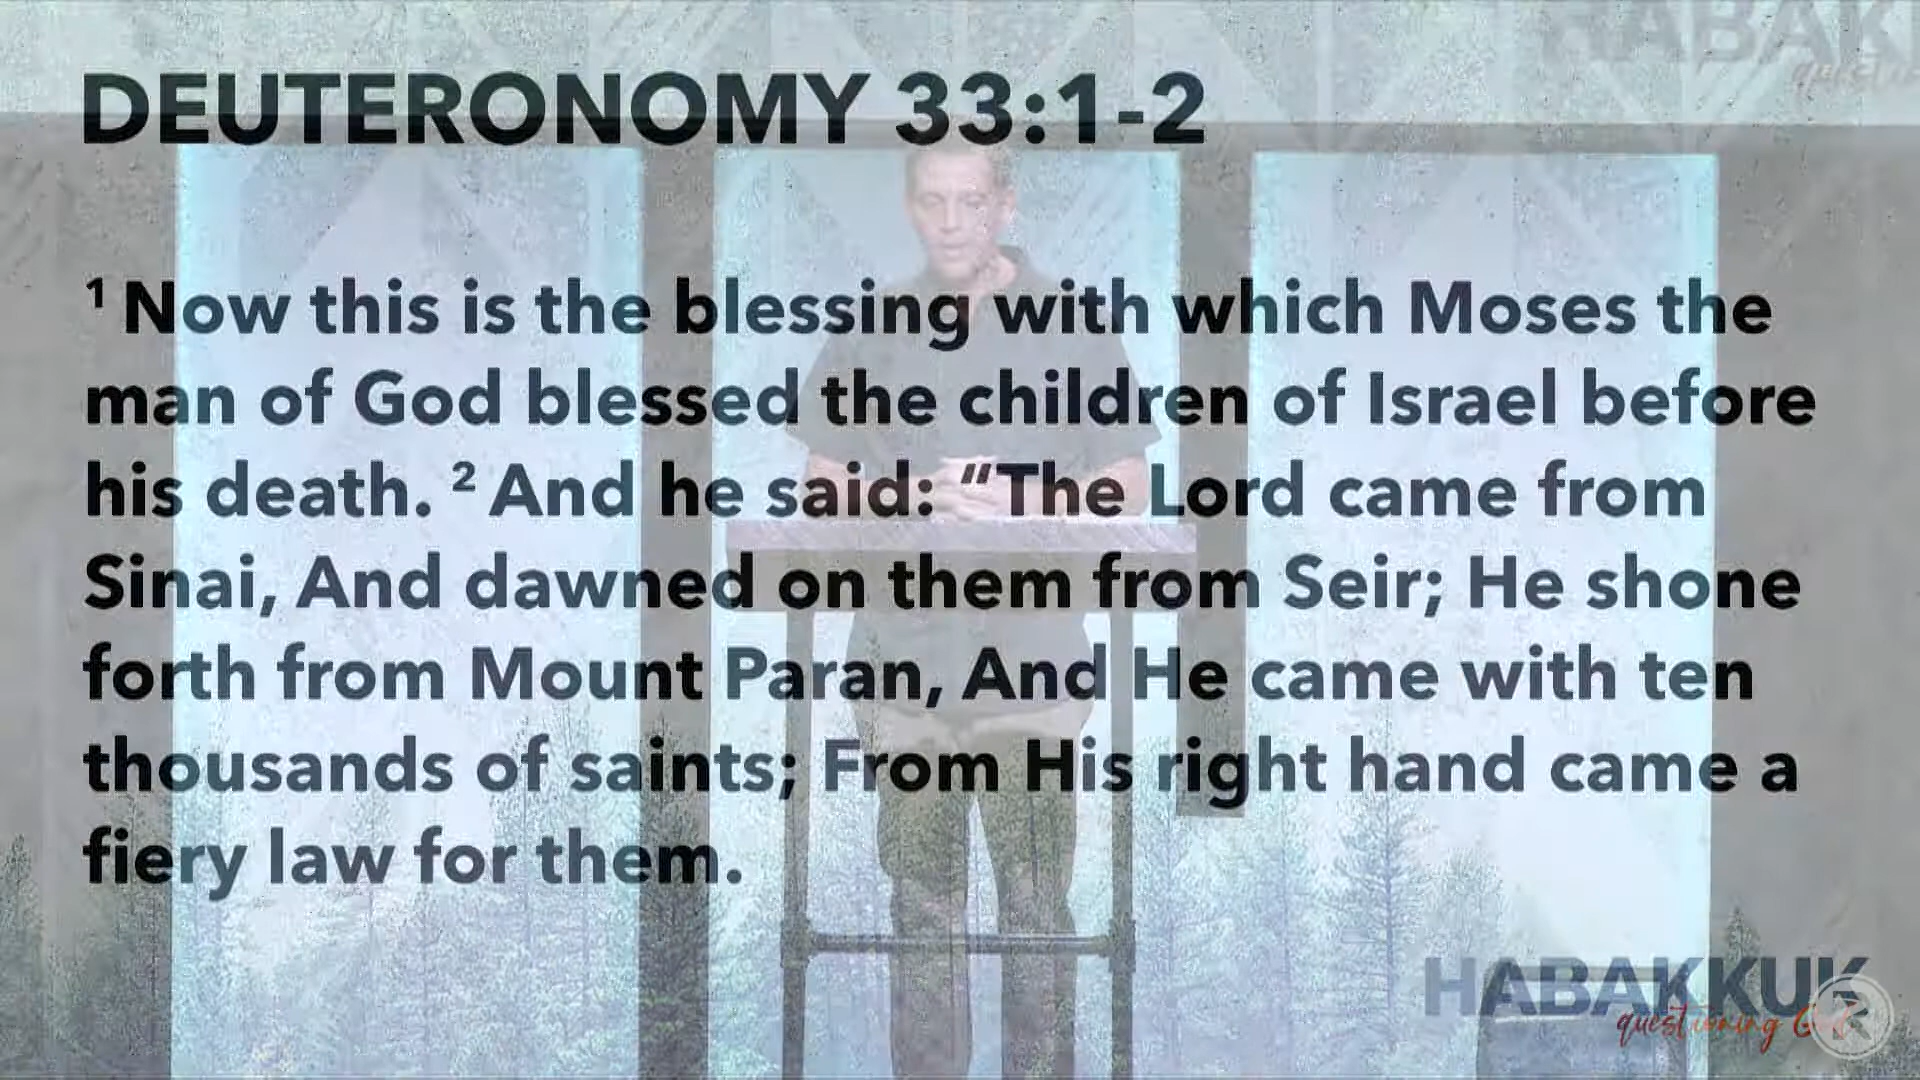 HABAK
DEUTERONOMY 33:1-2
¹ Now this is the blessing with which Moses the
man of God blessed the children of Israel before
his death. ² And he said: “The Lord came from
Sinai, And dawned on them from Seir; He shone
forth from Mount Paran, And He came with ten
thousands of saints; From His right hand came a
fiery law for them.
HABAKKUK
questioning G
R